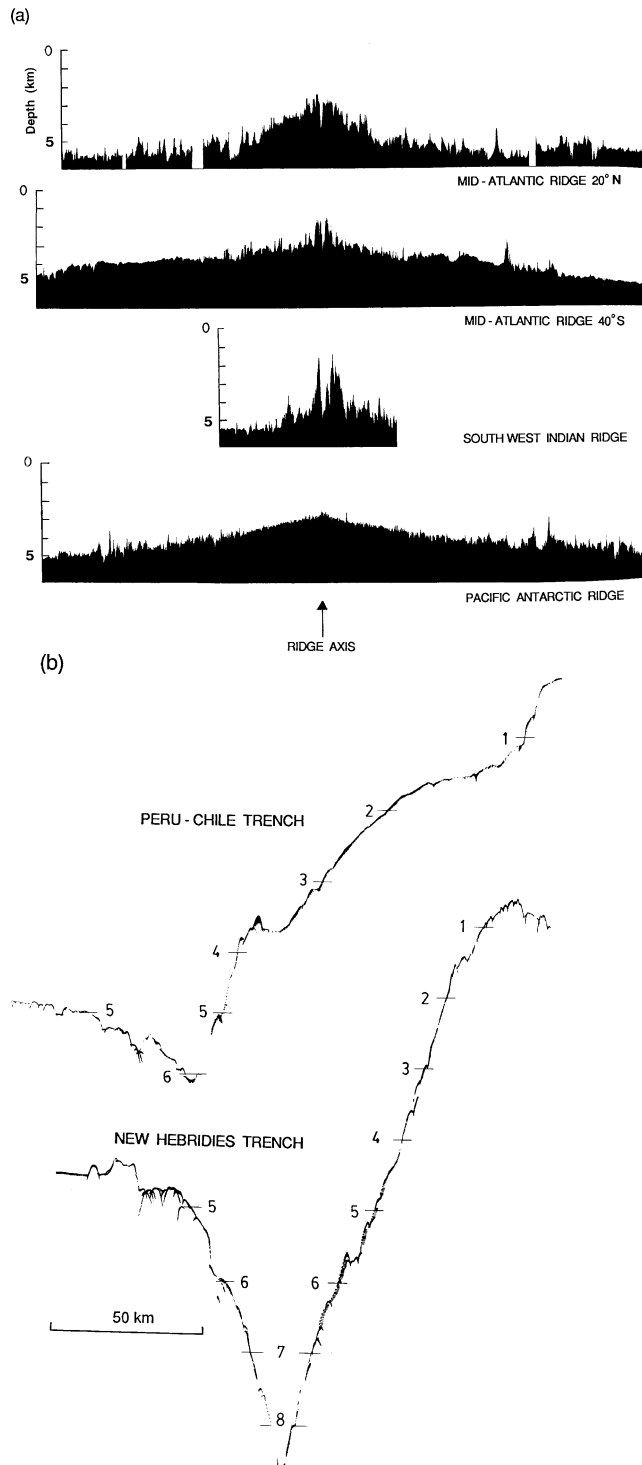 (a)
0
Depth (km)
5
MID - ATLANTIC RIDGE 20° N
0
5
MID - ATLANTIC RIDGE 40°S
0
5
SOUTH WEST INDIAN RIDGE
0
5
PACIFIC ANTARCTIC RIDGE
RIDGE AXIS
(b)
1
PERU - CHILE TRENCH
2
3
4
5
5
6
1
2
3
NEW HEBRIDIES TRENCH
4
5
5
6
6
50 km
7
8